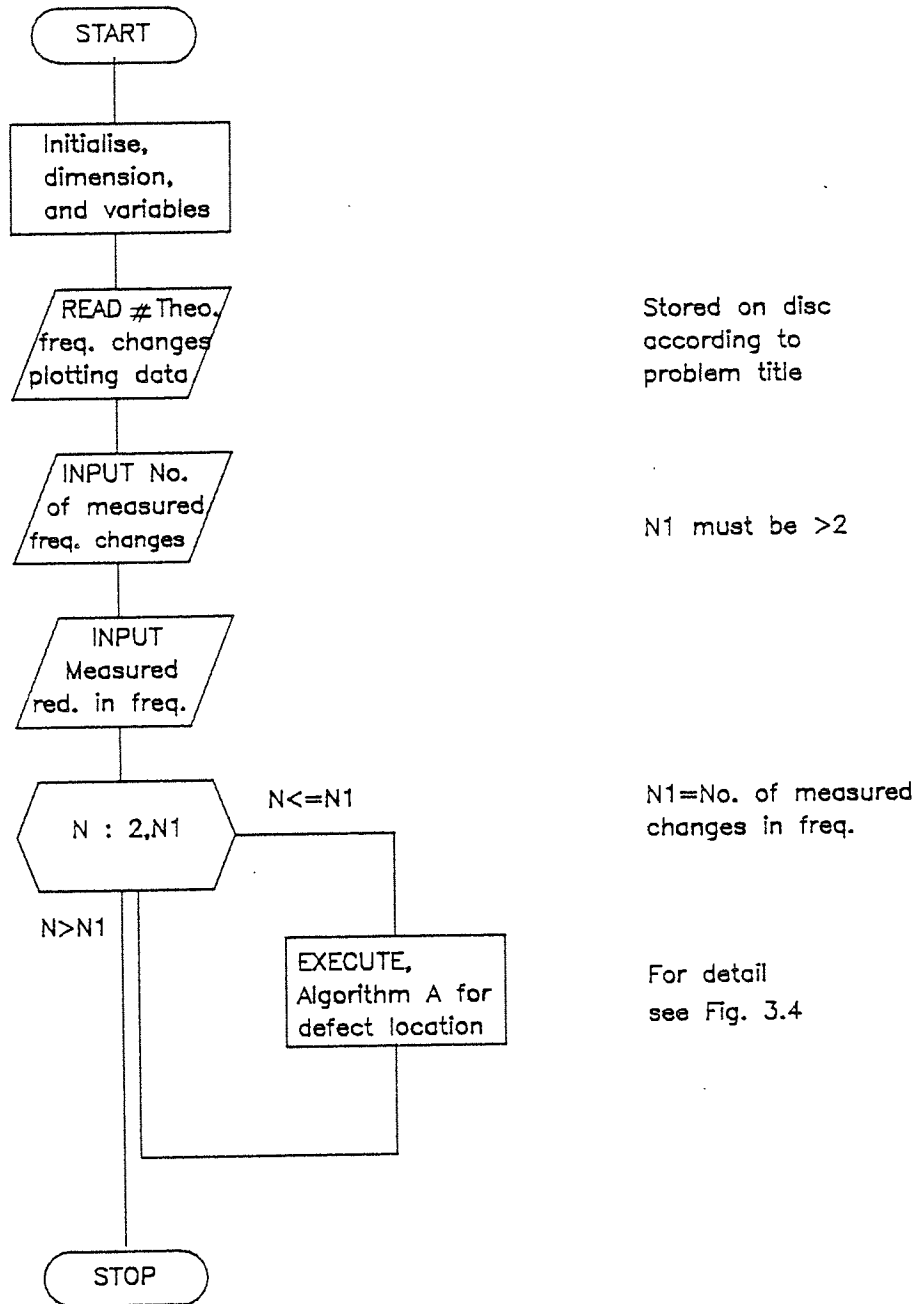 START
Initialise,
dimension,
and variables
READ # Theo.
freq. changes
plotting data
Stored on disc
according to
problem title
INPUT No.
of measured
freq. changes
N1 must be >2
INPUT
Measured
red. in freq.
N : 2,N1
N<=N1
N1=No. of measured
changes in freq.
N>N1
EXECUTE,
Algorithm A for
defect location
For detail
see Fig. 3.4
STOP